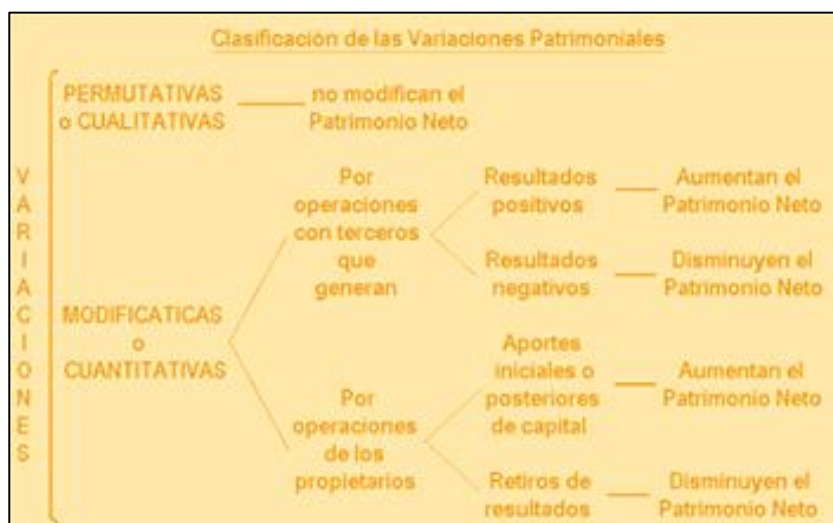 Clasificación de las Variaciones Patrimoniales
VARIACIONES
PERMUTATIVAS
o CUALITATIVAS
no modifican el
Patrimonio Neto
MODIFICATICAS
o
CUANTITATIVAS
Por
operaciones
con terceros
que
generan
Resultados
positivos
Aumentan el
Patrimonio Neto
Resultados
negativos
Disminuyen el
Patrimonio Neto
Por
operaciones
de los
propietarios
Aportes
iniciales o
posteriores
de capital
Aumentan el
Patrimonio Neto
Retiros de
resultados
Disminuyen el
Patrimonio Neto